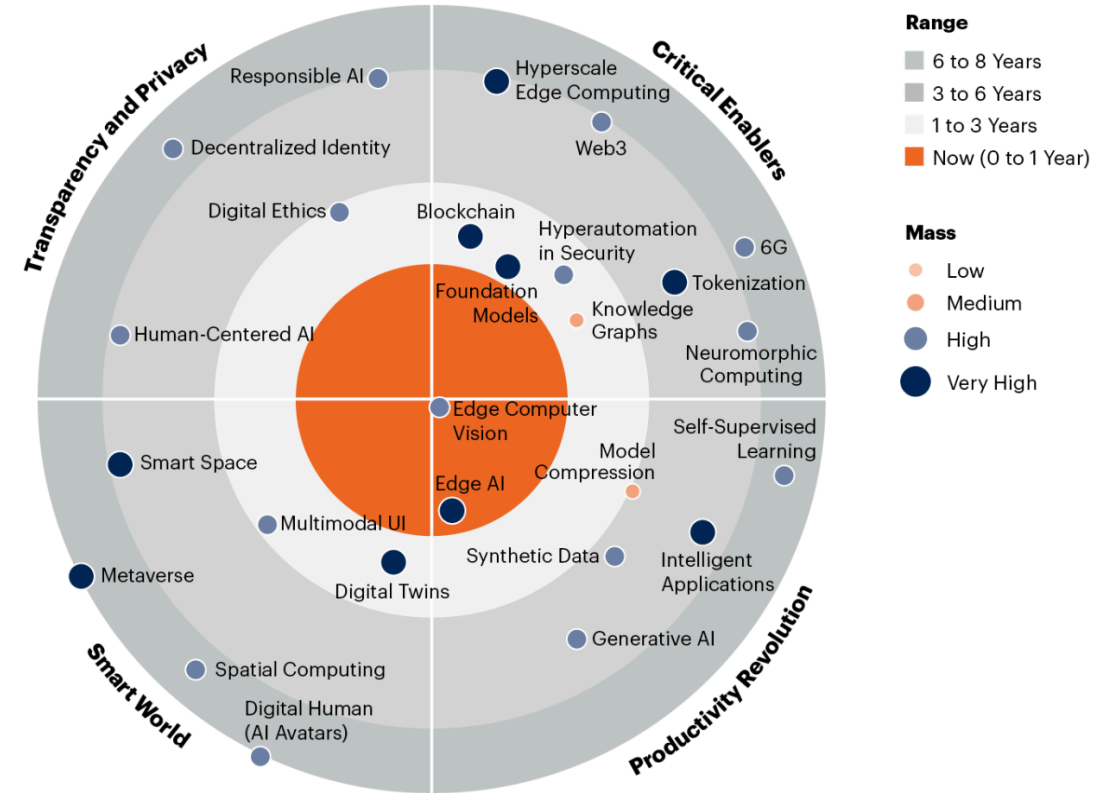 Transparency and Privacy
Responsible AI
Decentralized Identity
Digital Ethics
Human-Centered AI
Critical Enablers
Hyperscale
Edge Computing
Web3
Blockchain
Hyperautomation
in Security
6G
Foundation
Models
Tokenization
Knowledge
Graphs
Neuromorphic
Computing
Smart World
Smart Space
Multimodal UI
Metaverse
Digital Twins
Spatial Computing
Digital Human
(AI Avatars)
Productivity Revolution
Edge Computer
Vision
Self-Supervised
Learning
Model
Compression
Edge AI
Synthetic Data
Intelligent
Applications
Generative AI
Range
6 to 8 Years
3 to 6 Years
1 to 3 Years
Now (0 to 1 Year)
Mass
Low
Medium
High
Very High